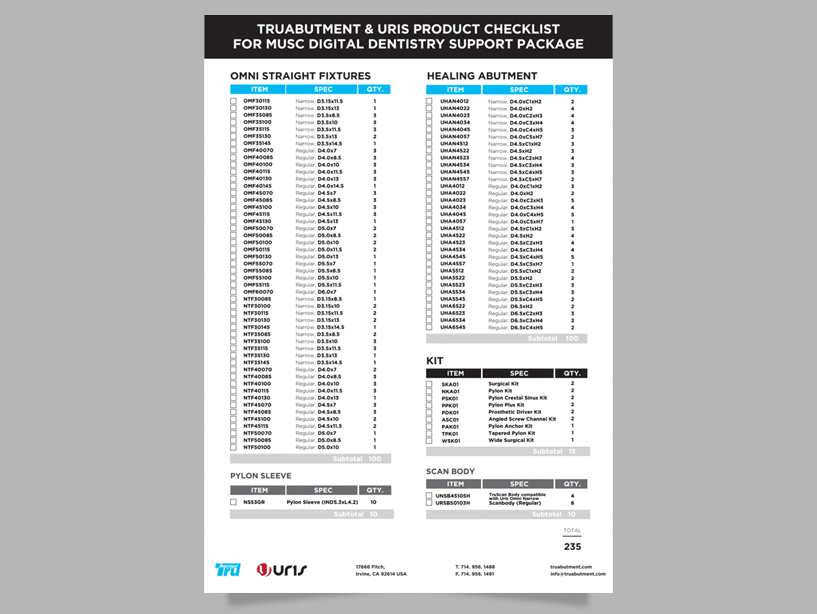 TRUABUTMENT & URIS PRODUCT CHECKLIST
FOR MUSC DIGITAL DENTISTRY SUPPORT PACKAGE
OMNI STRAIGHT FIXTURES
ITEM SPEC QTY.
OMF30115 Narrow, D3.15x11.5 1
OMF30130 Narrow, D3.15x13 1
OMF35085 Narrow, D3.5x8.5 3
OMF35100 Narrow, D3.5x10 3
OMF35115 Narrow, D3.5x11.5 3
OMF35130 Narrow, D3.5x13 2
OMF35145 Narrow, D3.5x14.5 1
OMF40070 Regular, D4.0x7 3
OMF40085 Regular, D4.0x8.5 3
OMF40100 Regular, D4.0x10 3
OMF40115 Regular, D4.0x11.5 3
OMF40130 Regular, D4.0x13 3
OMF40145 Regular, D4.0x14.5 1
OMF45070 Regular, D4.5x7 3
OMF45085 Regular, D4.5x8.5 3
OMF45100 Regular, D4.5x10 3
OMF45115 Regular, D4.5x11.5 3
OMF45130 Regular, D4.5x13 1
OMF50070 Regular, D5.0x7 2
OMF50085 Regular, D5.0x8.5 2
OMF50100 Regular, D5.0x10 2
OMF50115 Regular, D5.0x11.5 2
OMF50130 Regular, D5.0x13 1
OMF55070 Regular, D5.5x7 1
OMF55085 Regular, D5.5x8.5 1
OMF55100 Regular, D5.5x10 1
OMF55115 Regular, D5.5x11.5 1
OMF60070 Regular, D6.0x7 1
NTF30085 Narrow, D3.15x8.5 1
NTF30100 Narrow, D3.15x10 2
NTF30115 Narrow, D3.15x11.5 2
NTF30130 Narrow, D3.15x13 2
NTF30145 Narrow, D3.15x14.5 1
NTF35085 Narrow, D3.5x8.5 2
NTF35100 Narrow, D3.5x10 3
NTF35115 Narrow, D3.5x11.5 3
NTF35130 Narrow, D3.5x13 1
NTF35145 Narrow, D3.5x14.5 1
NTF40070 Regular, D4.0x7 2
NTF40085 Regular, D4.0x8.5 3
NTF40100 Regular, D4.0x10 3
NTF40115 Regular, D4.0x11.5 3
NTF40130 Regular, D4.0x13 1
NTF45070 Regular, D4.5x7 3
NTF45085 Regular, D4.5x8.5 3
NTF45100 Regular, D4.5x10 2
NTF45115 Regular, D4.5x11.5 2
NTF50070 Regular, D5.0x7 1
NTF50085 Regular, D5.0x8.5 1
NTF50100 Regular, D5.0x10 1
Subtotal 100
PYLON SLEEVE
ITEM SPEC QTY.
NS53GR Pylon Sleeve (IND5.3xL4.2) 10
Subtotal 10
HEALING ABUTMENT
ITEM SPEC QTY.
UHAN4012 Narrow, D4.0xC1xH2 2
UHAN4022 Narrow, D4.0xH2 4
UHAN4023 Narrow, D4.0xC2xH3 4
UHAN4034 Narrow, D4.0xC3xH4 4
UHAN4045 Narrow, D4.0xC4xH5 3
UHAN4057 Narrow, D4.0xC5xH7 2
UHAN4512 Narrow, D4.5xC1xH2 3
UHAN4522 Narrow, D4.5xH2 3
UHAN4523 Narrow, D4.5xC2xH3 4
UHAN4534 Narrow, D4.5xC3xH4 3
UHAN4545 Narrow, D4.5xC4xH5 3
UHAN4557 Narrow, D4.5xC5xH7 2
UHA4012 Regular, D4.0xC1xH2 3
UHA4022 Regular, D4.0xH2 2
UHA4023 Regular, D4.0xC2xH3 5
UHA4034 Regular, D4.0xC3xH4 4
UHA4045 Regular, D4.0xC4xH5 5
UHA4057 Regular, D4.0xC5xH7 1
UHA4512 Regular, D4.5xC1xH2 3
UHA4522 Regular, D4.5xH2 4
UHA4523 Regular, D4.5xC2xH3 4
UHA4534 Regular, D4.5xC3xH4 4
UHA4545 Regular, D4.5xC4xH5 5
UHA4557 Regular, D4.5xC5xH7 1
UHA5512 Regular, D5.5xC1xH2 2
UHA5522 Regular, D5.5xH2 2
UHA5523 Regular, D5.5xC2xH3 3
UHA5534 Regular, D5.5xC3xH4 3
UHA5545 Regular, D5.5xC4xH5 2
UHA6522 Regular, D6.5xH2 2
UHA6523 Regular, D6.5xC2xH3 3
UHA6534 Regular, D6.5xC3xH4 3
UHA6545 Regular, D6.5xC4xH5 2
Subtotal 100
KIT
ITEM SPEC QTY.
SKA01 Surgical Kit 2
NKA01 Pylon Kit 2
PSK01 Pylon Crestal Sinus Kit 2
PPK01 Pylon Plus Kit 2
PDK01 Prosthetic Driver Kit 2
ASC01 Angled Screw Channel Kit 2
PAK01 Pylon Anchor Kit 1
TPK01 Tapered Pylon Kit 1
WSK01 Wide Surgical Kit 1
Subtotal 15
SCAN BODY
ITEM SPEC QTY.
UNSB4510SH TruScan Body compatible with Uris Omni Narrow 4
URSB50103H Scanbody (Regular) 6
Subtotal 10
TOTAL
235
TruAbutment
Tru
URIS
17666 Fitch,
Irvine, CA 92614 USA
T. 714. 956. 1488
F. 714. 956. 1491
truabutment.com
info@truabutment.com